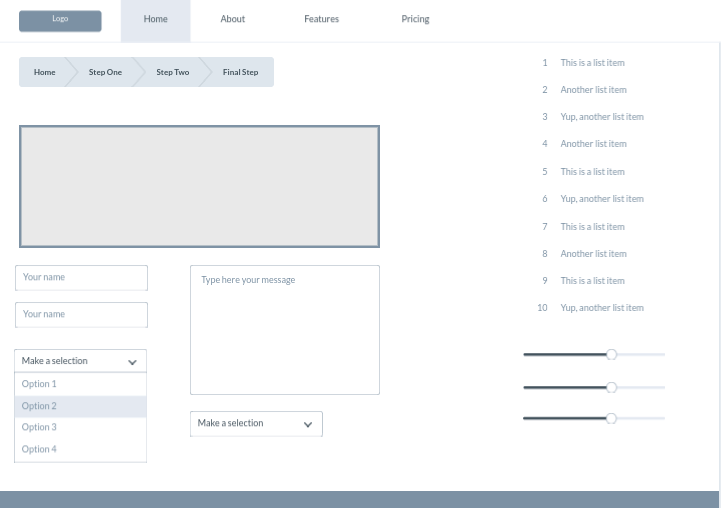 Logo
Home
About
Features
Pricing
Home
Step One
Step Two
Final Step
1 This is a list item
2 Another list item
3 Yup, another list item
4 Another list item
5 This is a list item
6 Yup, another list item
7 This is a list item
8 Another list item
9 This is a list item
10 Yup, another list item
Your name
Your name
Type here your message
Make a selection
Option 1
Option 2
Option 3
Option 4
Make a selection